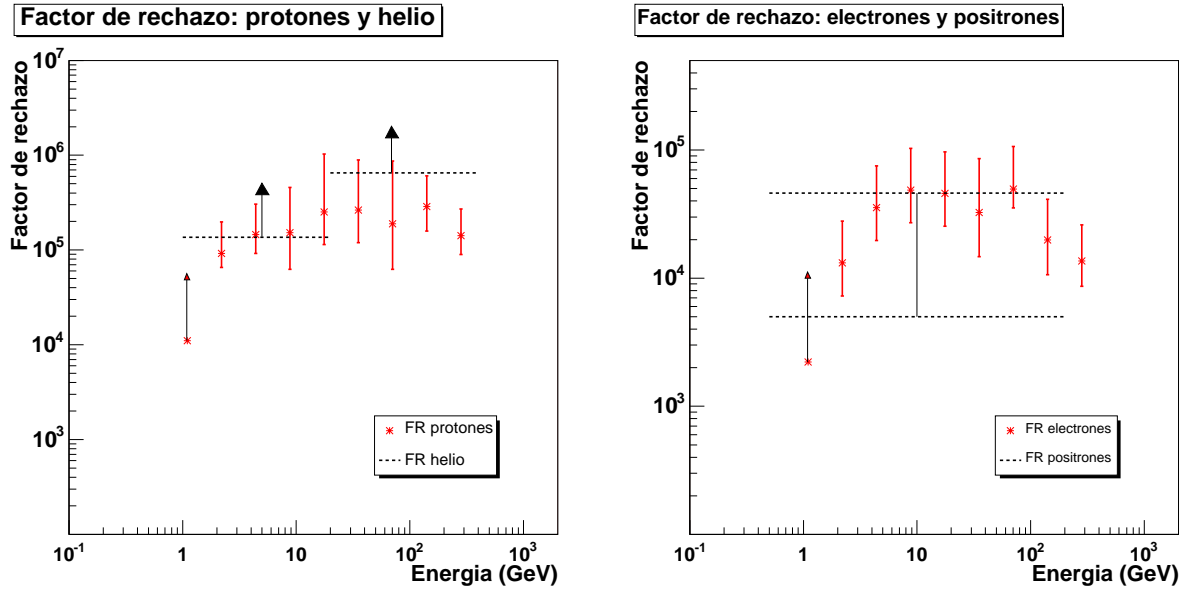 Factor de rechazo: protones y helio
Factor de rechazo
10^7
10^6
10^5
10^4
10^3
10^-1
1
10
10^2
10^3
Energia (GeV)
FR protones
FR helio
Factor de rechazo: electrones y positrones
Factor de rechazo
10^5
10^4
10^3
10^-1
1
10
10^2
10^3
Energia (GeV)
FR electrones
FR positrones